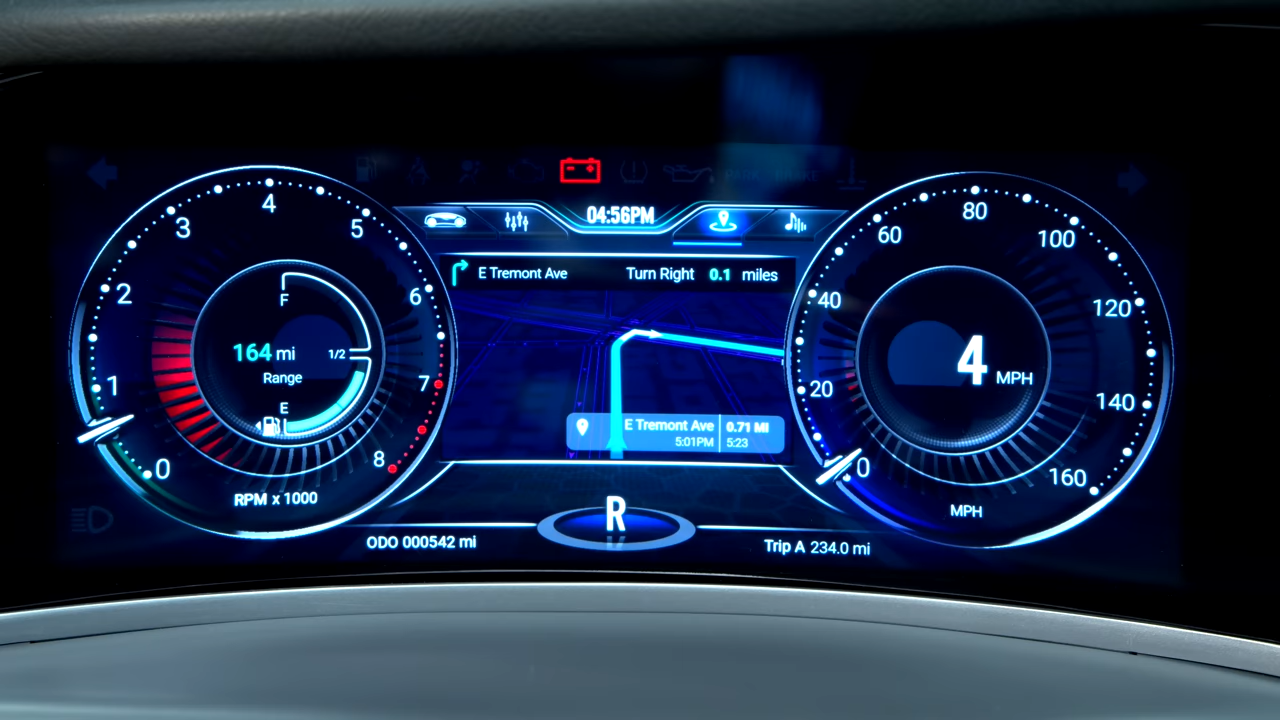 04:56PM
E Tremont Ave Turn Right 0.1 miles
0
1
2
3
4
5
6
7
8
RPM x 1000
F
1/2
E
164 mi
Range
E Tremont Ave 0.71 MI
5:01PM 5:23
R
ODO 000542 mi
Trip A 234.0 mi
0
20
40
60
80
100
120
140
160
MPH
4 MPH